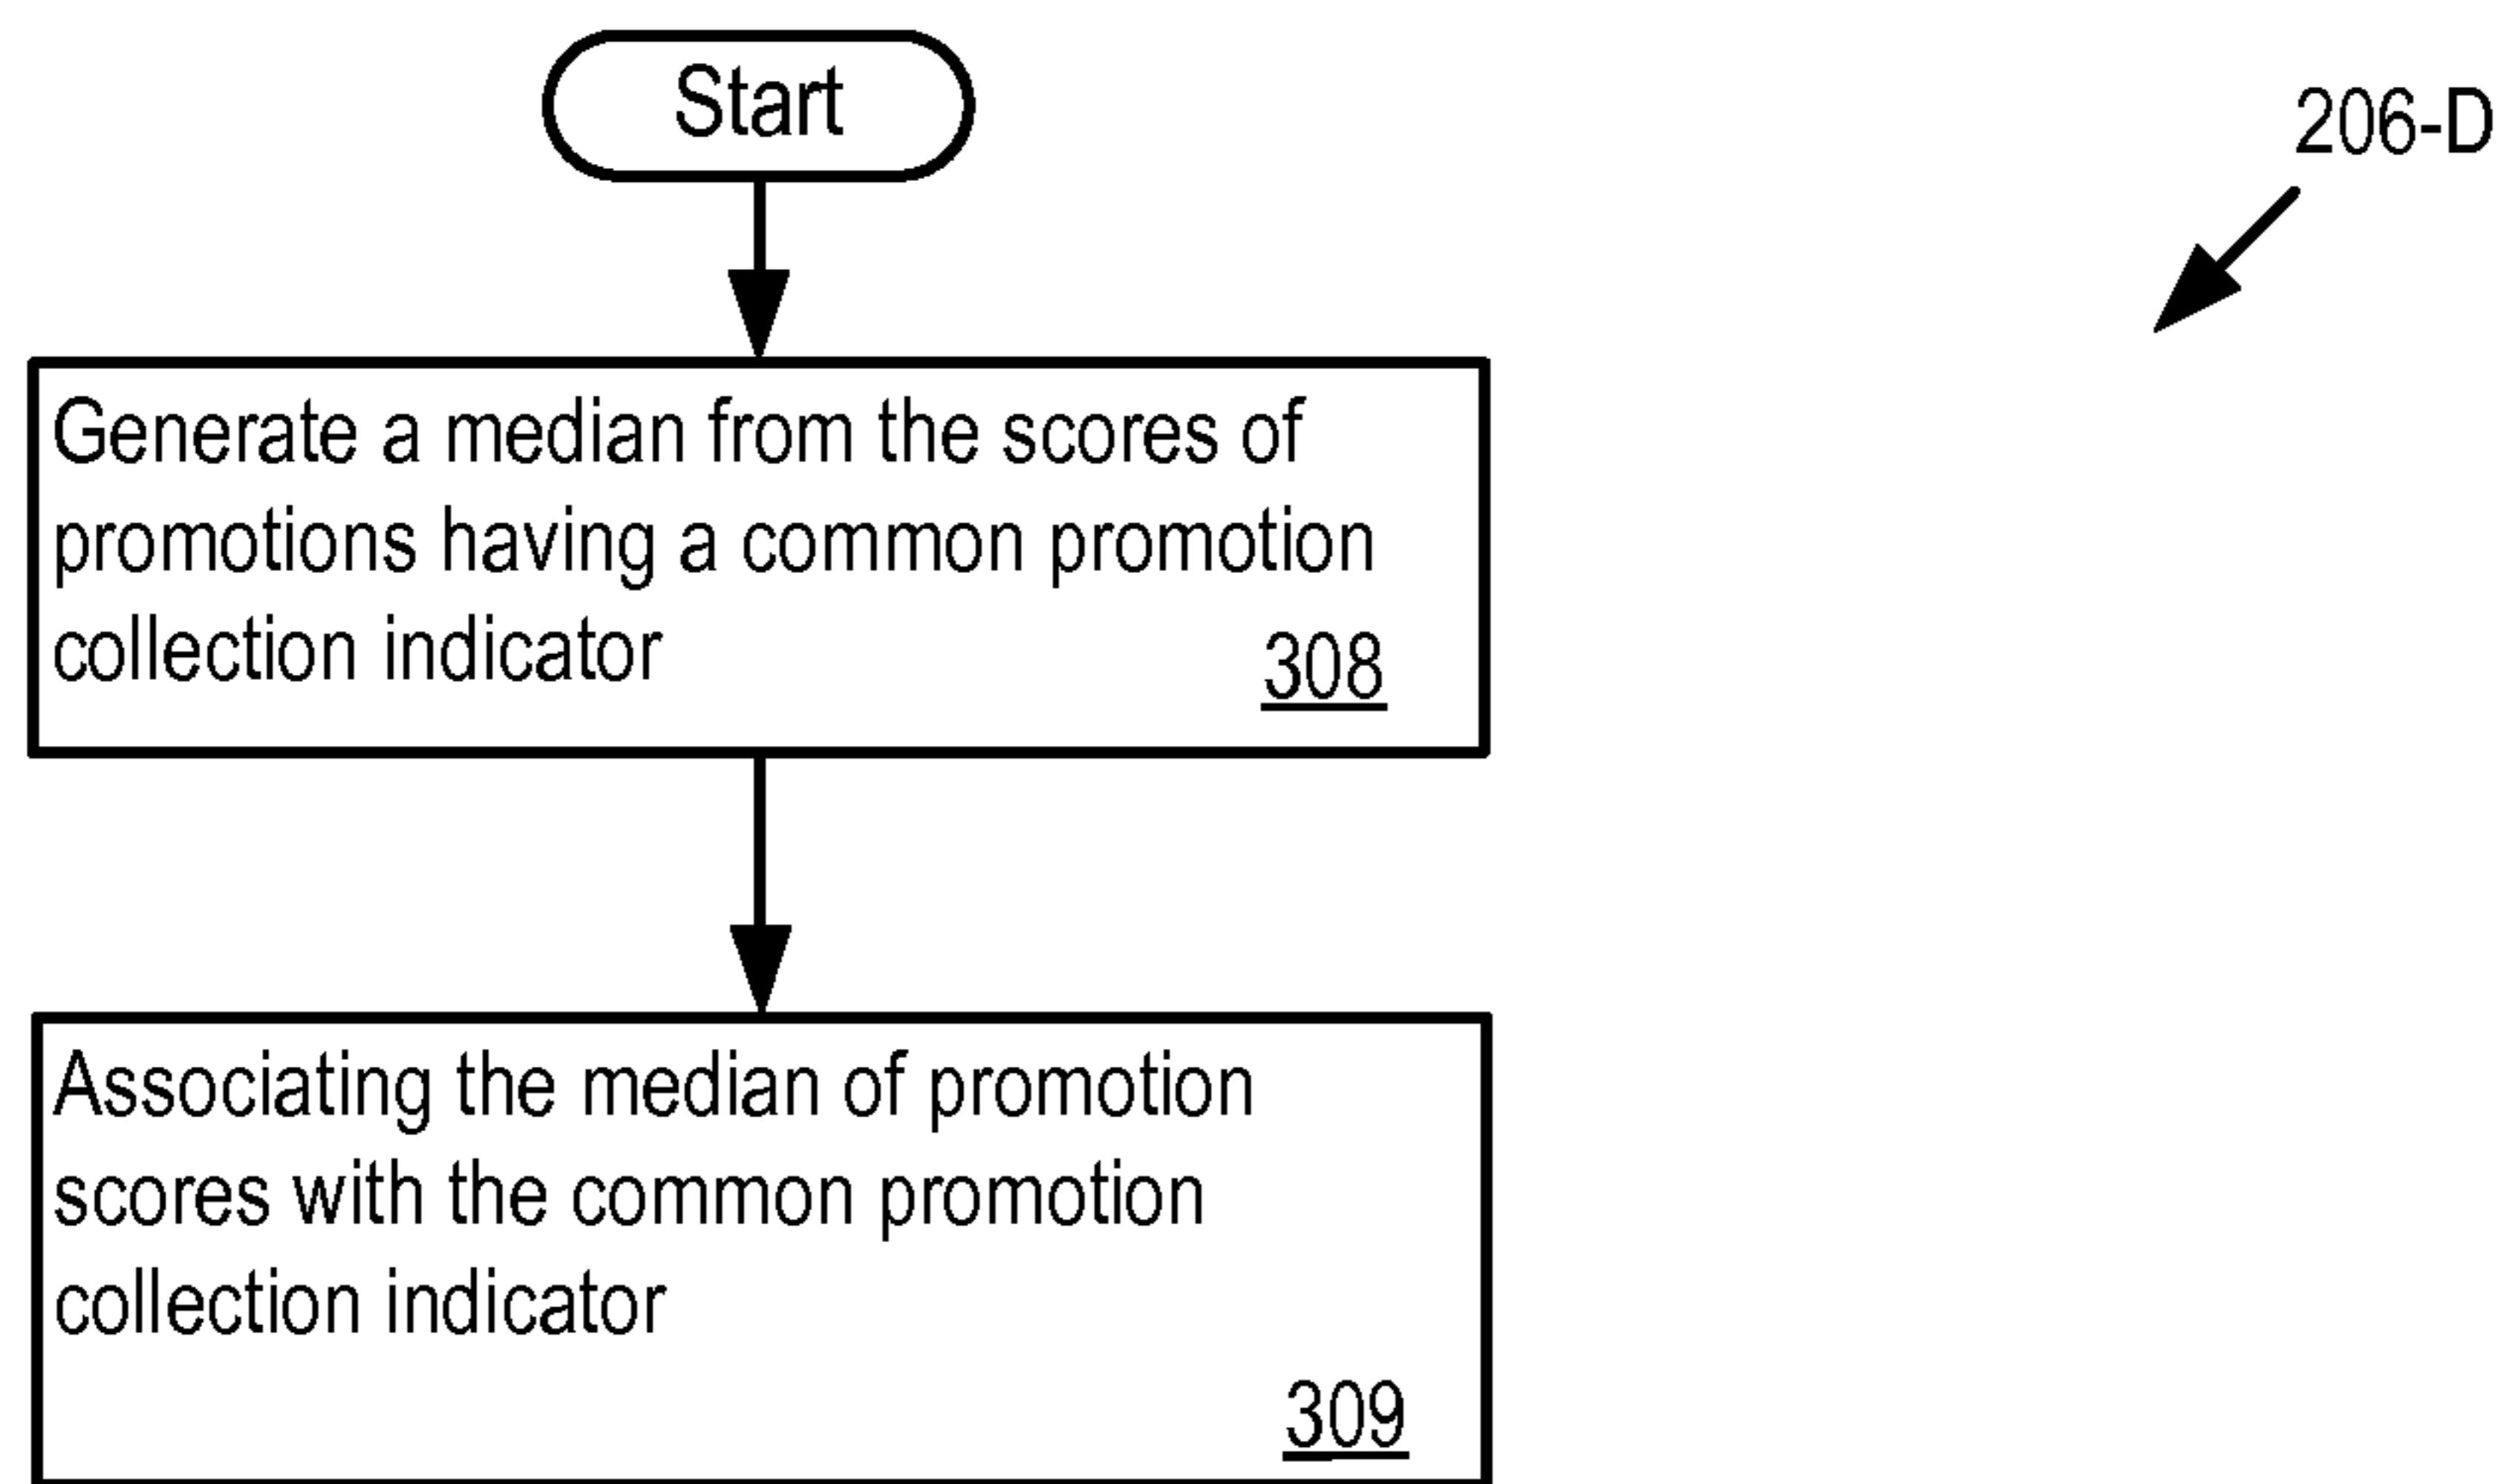 Start
206-D
Generate a median from the scores of
promotions having a common promotion
collection indicator
308
Associating the median of promotion
scores with the common promotion
collection indicator
309